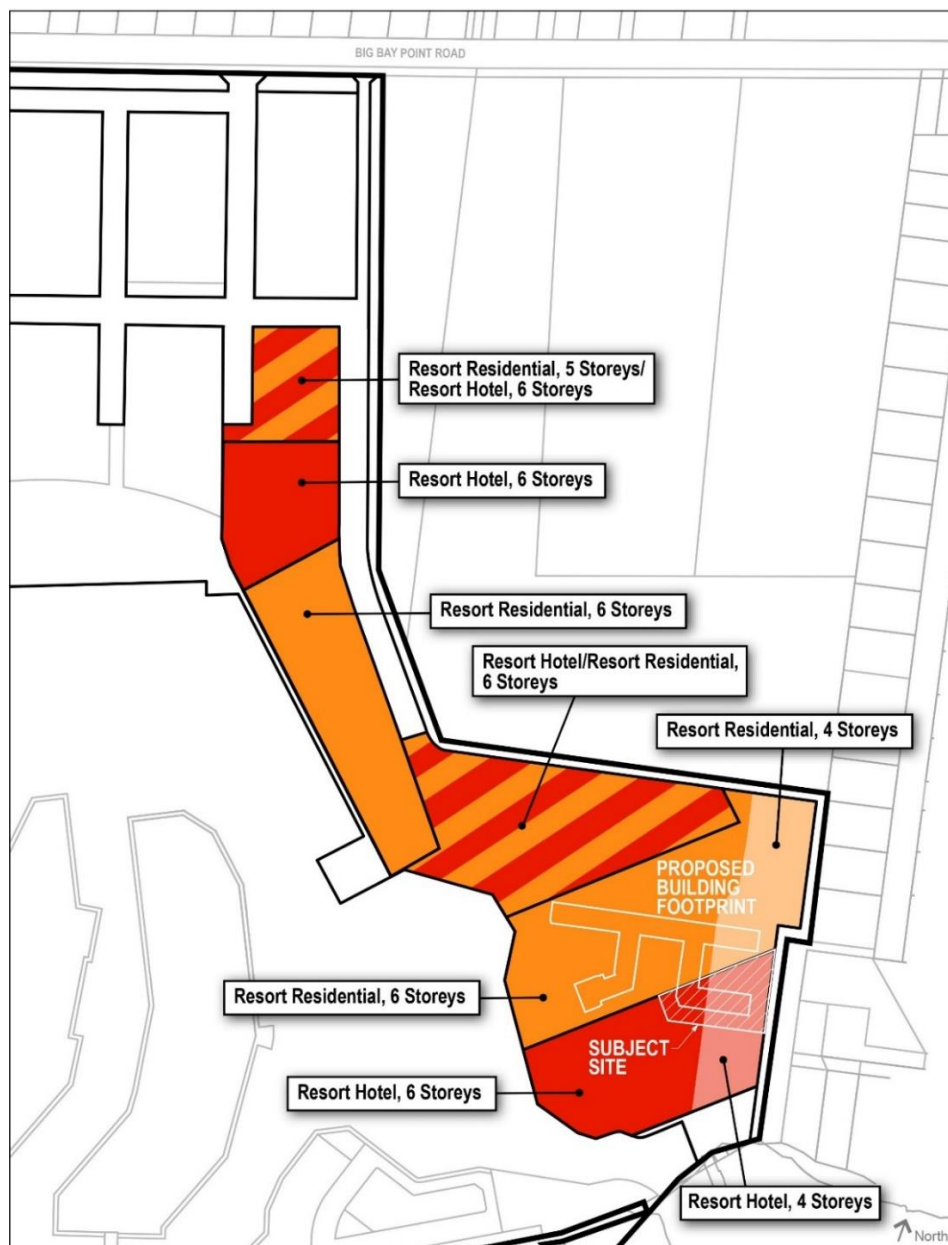 BIG BAY POINT ROAD
Resort Residential, 5 Storeys/
Resort Hotel, 6 Storeys
Resort Hotel, 6 Storeys
Resort Residential, 6 Storeys
Resort Hotel/Resort Residential,
6 Storeys
Resort Residential, 4 Storeys
PROPOSED
BUILDING
FOOTPRINT
Resort Residential, 6 Storeys
SUBJECT
SITE
Resort Hotel, 6 Storeys
Resort Hotel, 4 Storeys
North